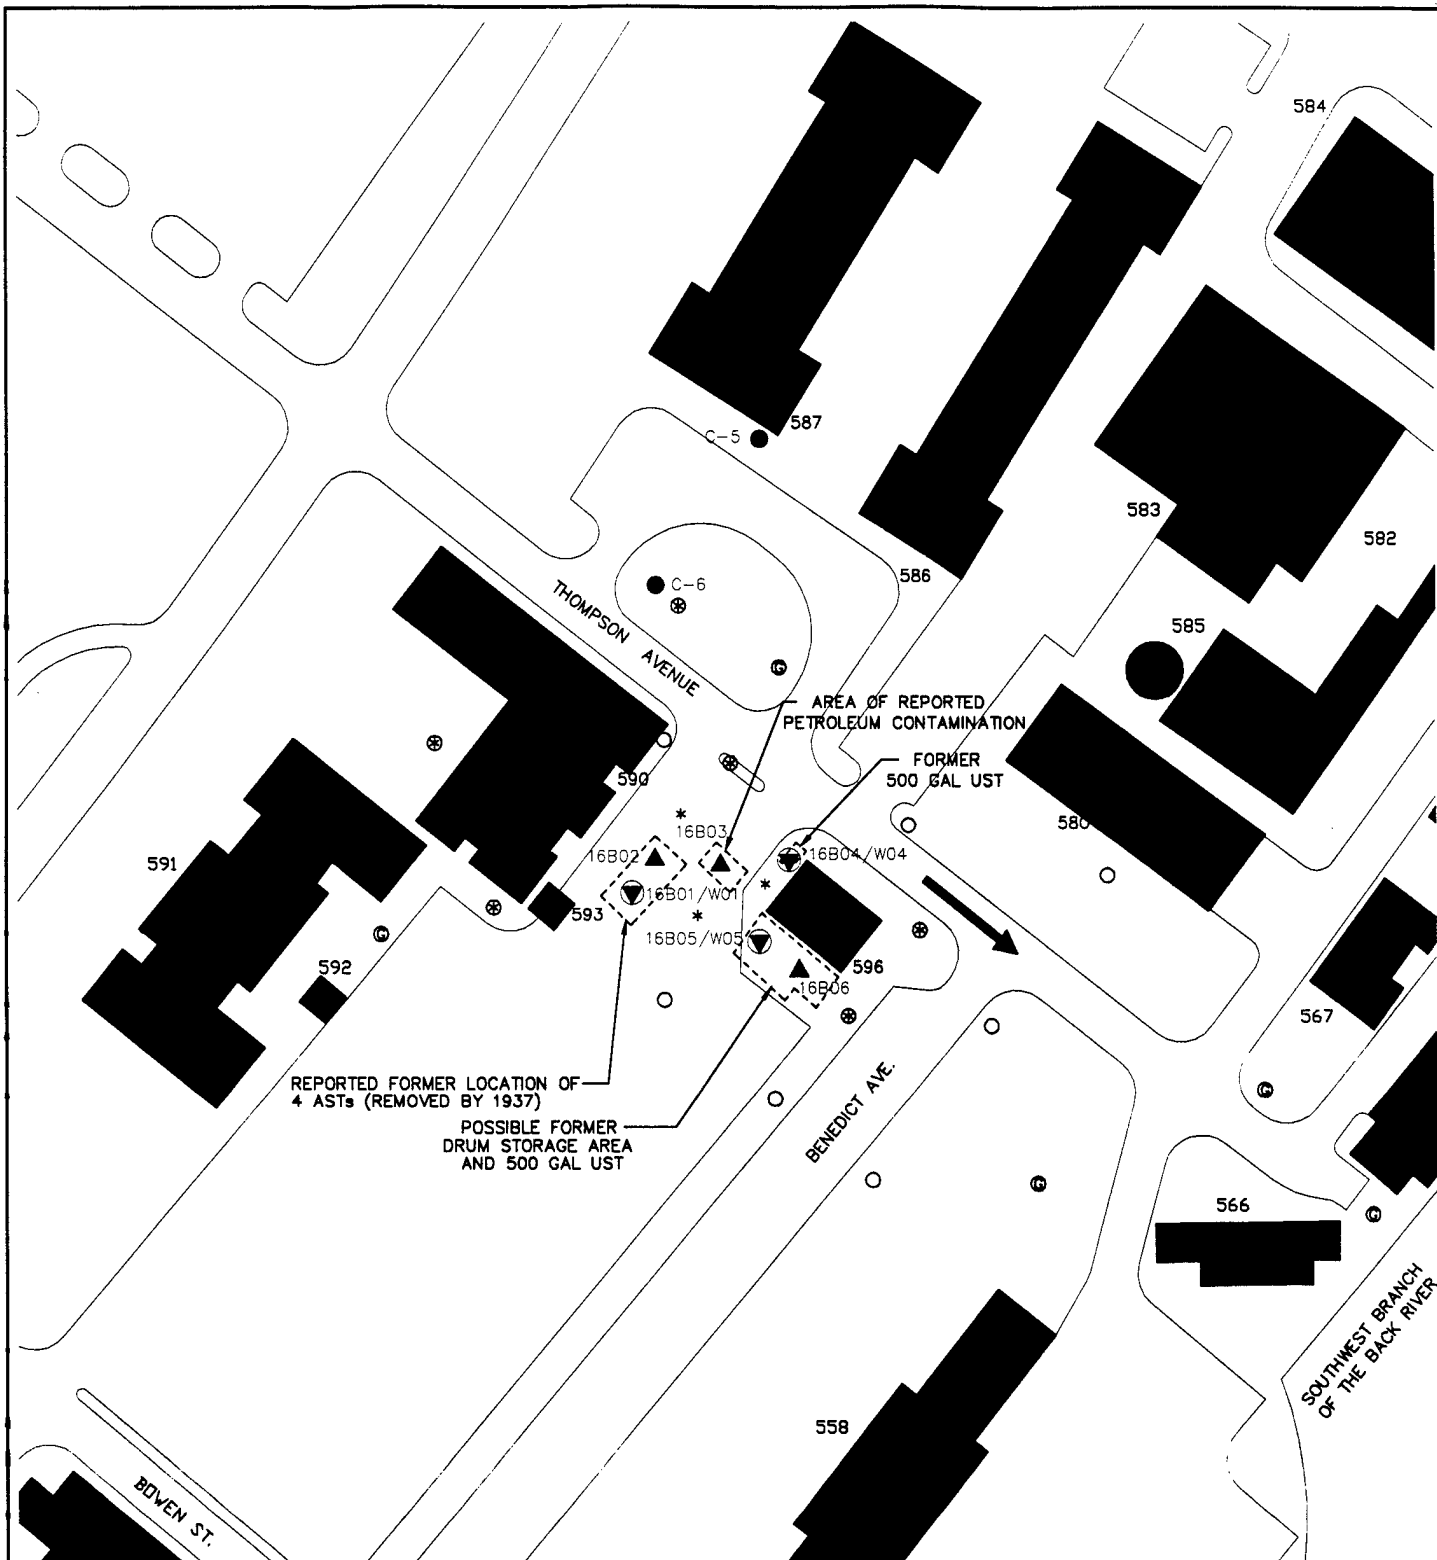 584
587
C-5
583
582
586
C-6
585
THOMPSON AVENUE
AREA OF REPORTED
PETROLEUM CONTAMINATION
FORMER
500 GAL UST
590
580
16B03
16B02
16B04/W04
591
16B01/W01
593
16B05/W05
592
596
16B06
567
REPORTED FORMER LOCATION OF
4 ASTs (REMOVED BY 1937)
POSSIBLE FORMER
DRUM STORAGE AREA
AND 500 GAL UST
BENEDICT AVE.
566
SOUTHWEST BRANCH
OF THE BACK RIVER
558
BOWEN ST.
G
G
G
G
G